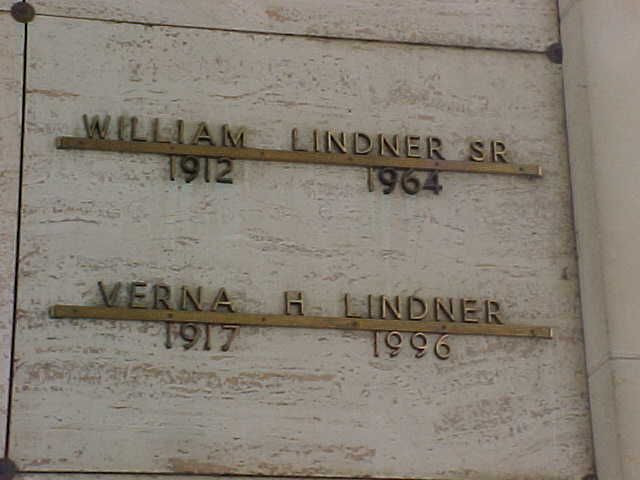 WILLIAM LINDNER SR
1912 1964
VERNA H LINDNER
1917 1996